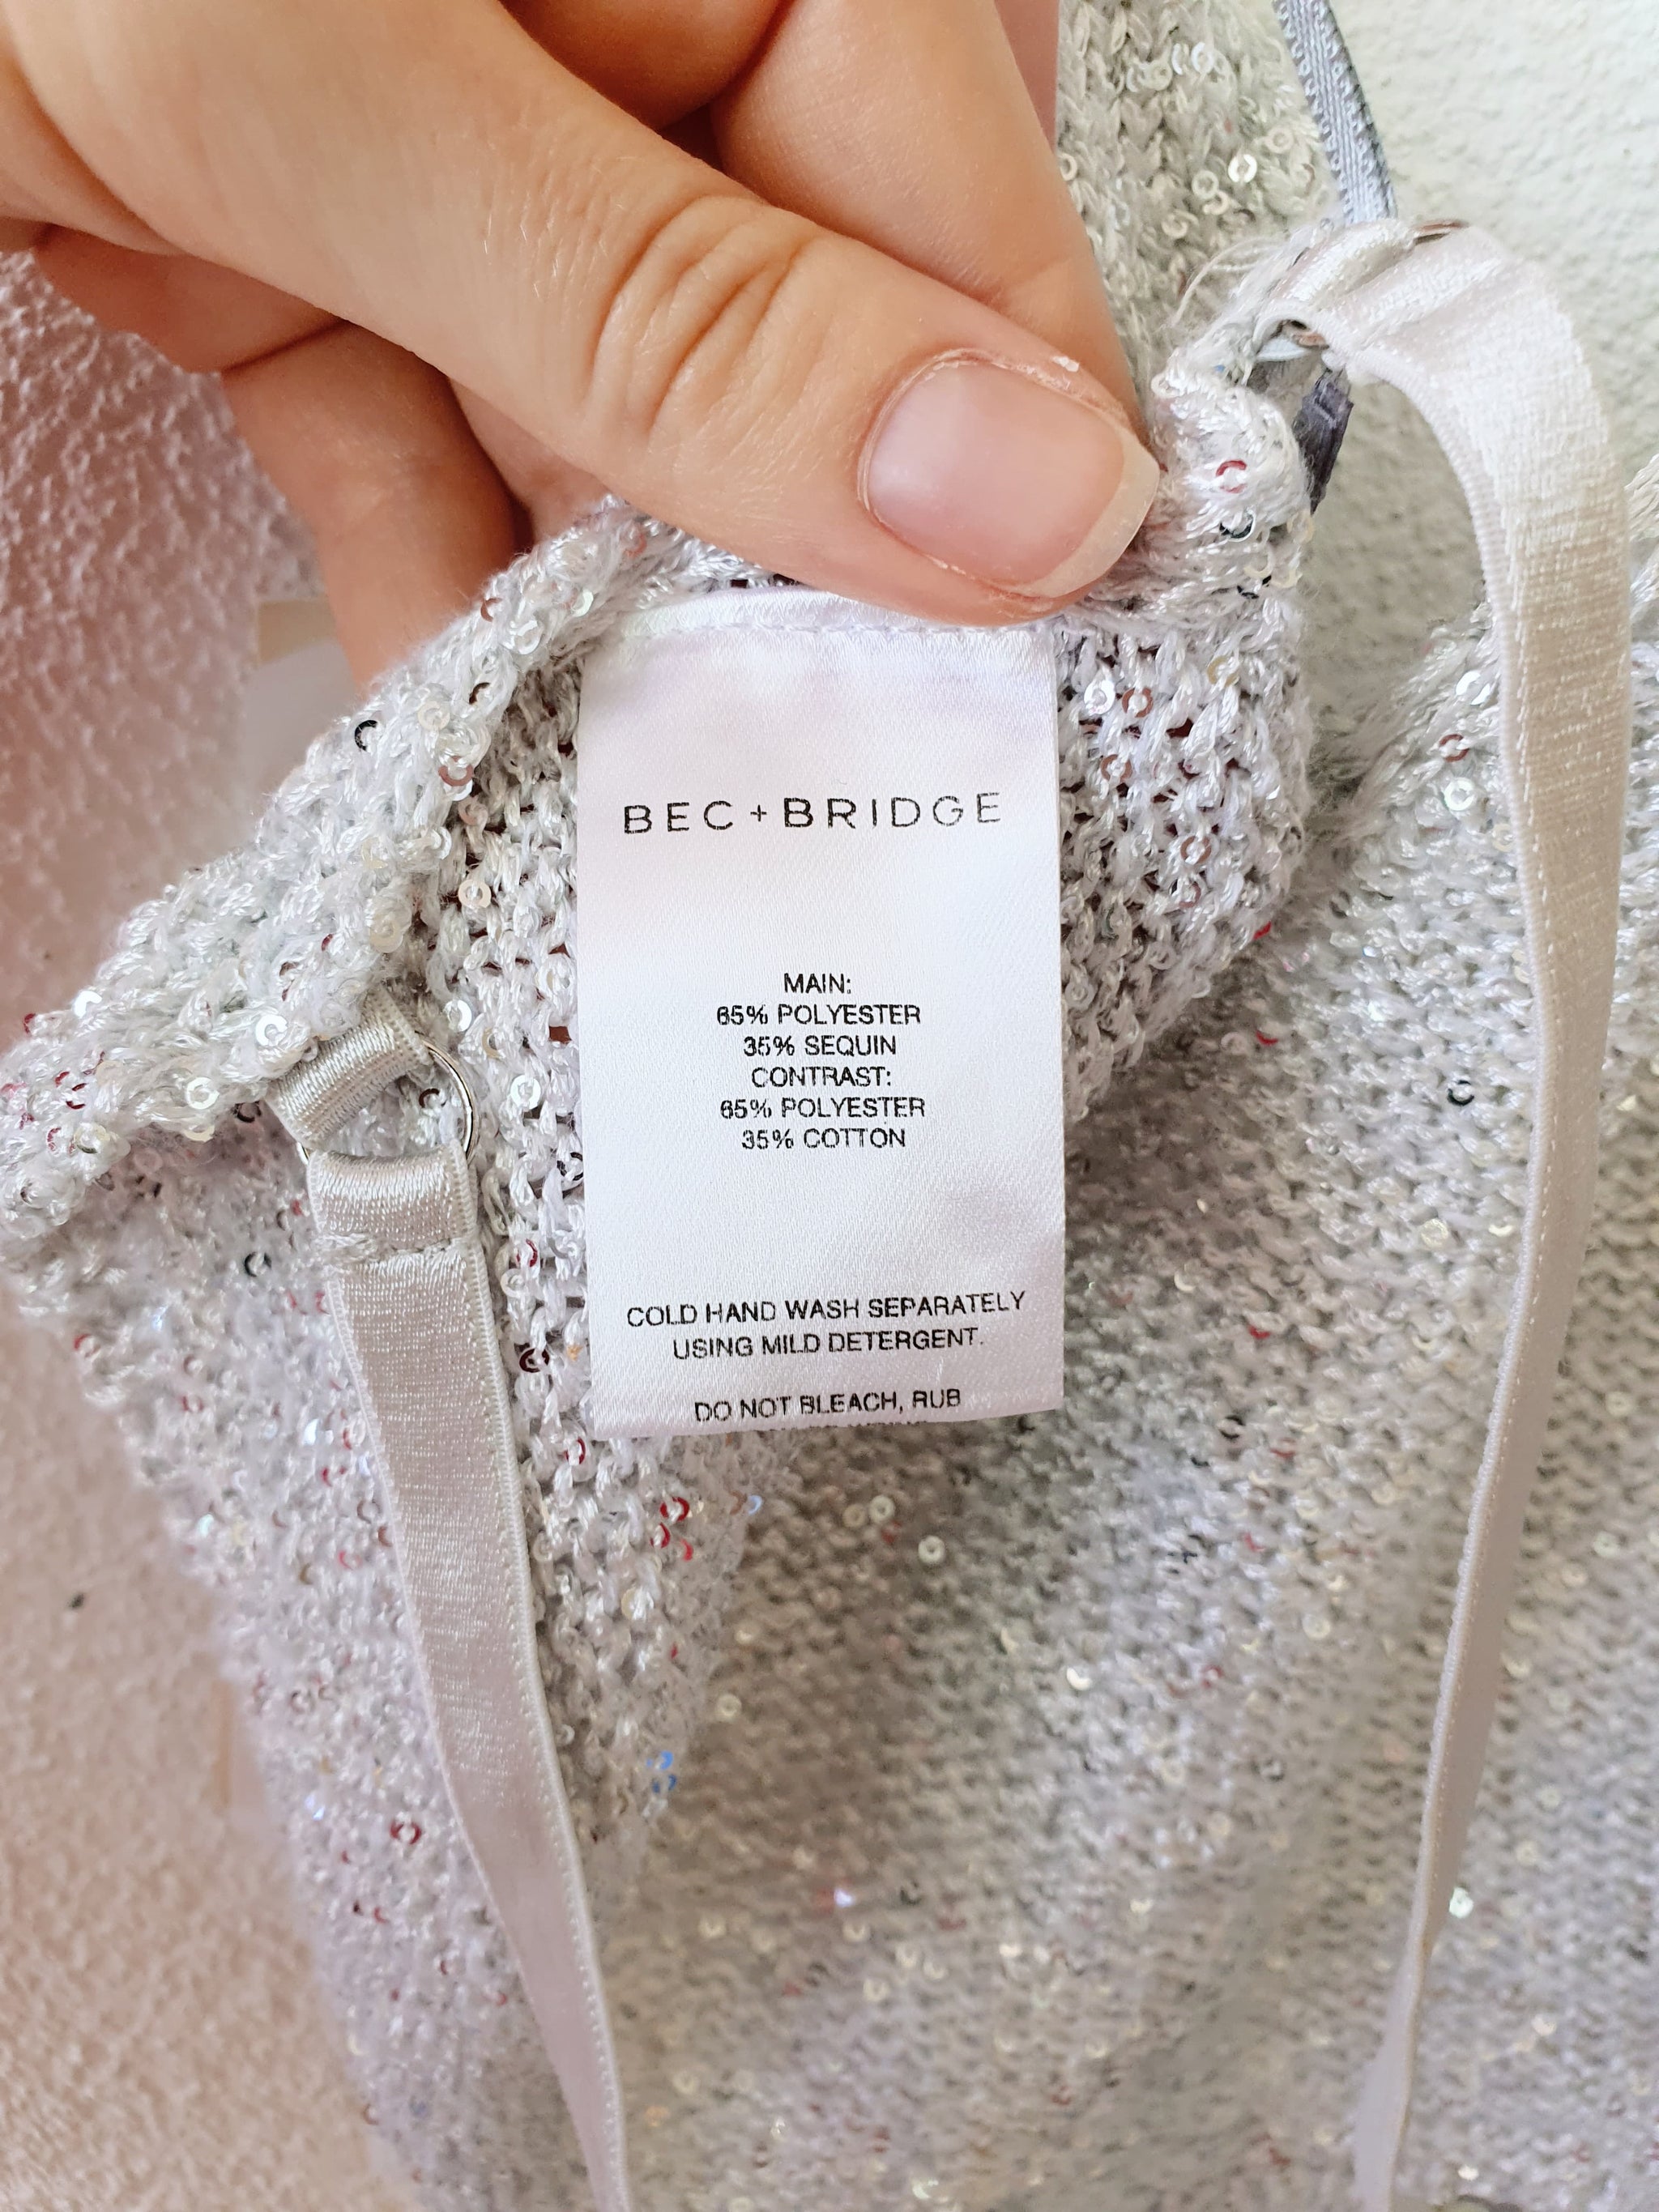 BEC + BRIDGE
MAIN:
65% POLYESTER
35% SEQUIN
CONTRAST:
65% POLYESTER
35% COTTON
COLD HAND WASH SEPARATELY
USING MILD DETERGENT.
DO NOT BLEACH, RUB